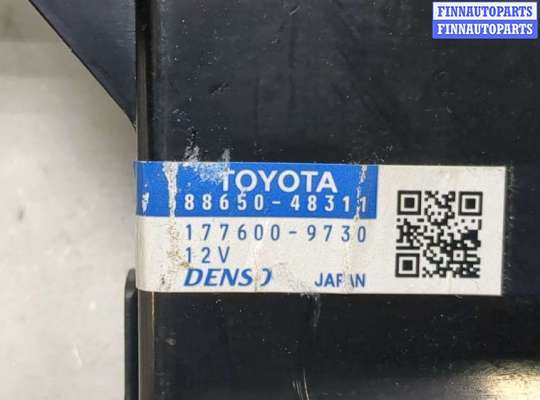 FINNAUTOPARTS
FINNAUTOPARTS
TOYOTA
88650-48311
177600-9730
12V
DENSO JAPAN